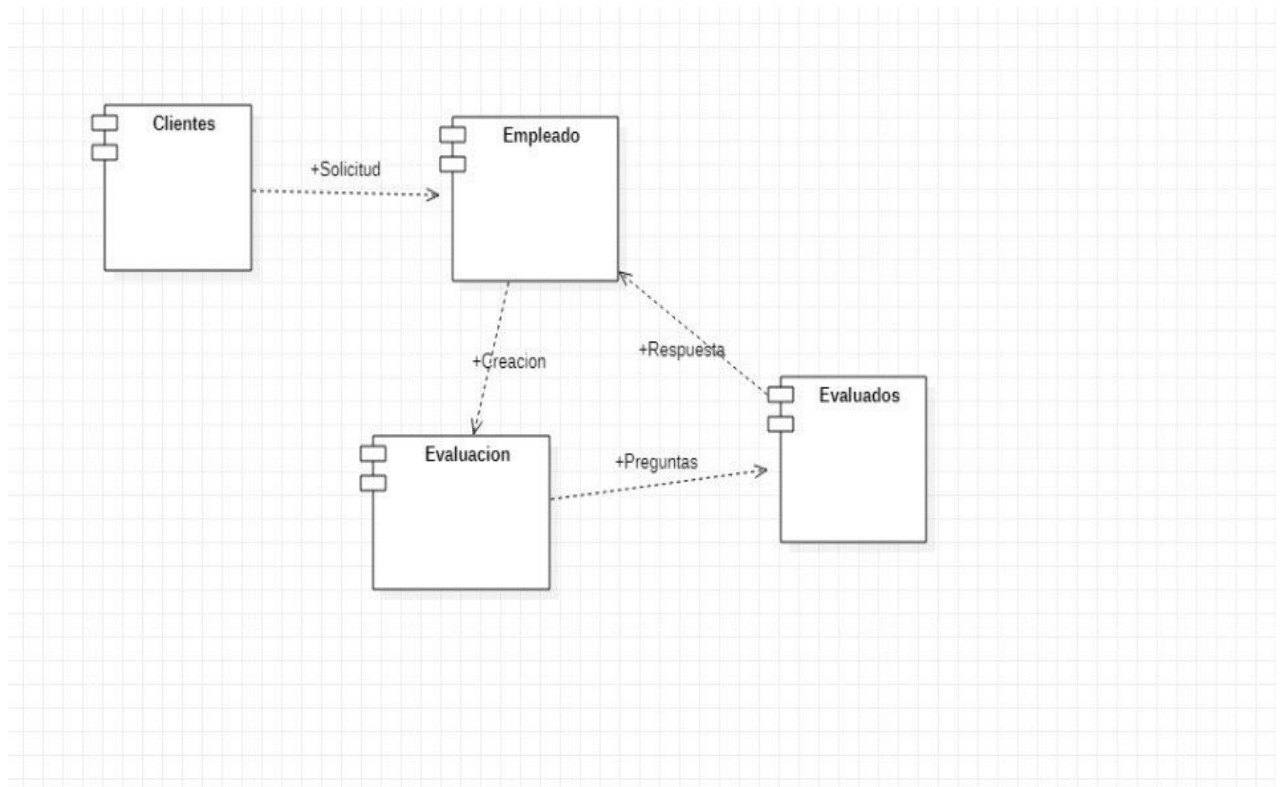 Clientes
Empleado
+Solicitud
+Creacion
+Respuesta
Evaluados
Evaluacion
+Preguntas